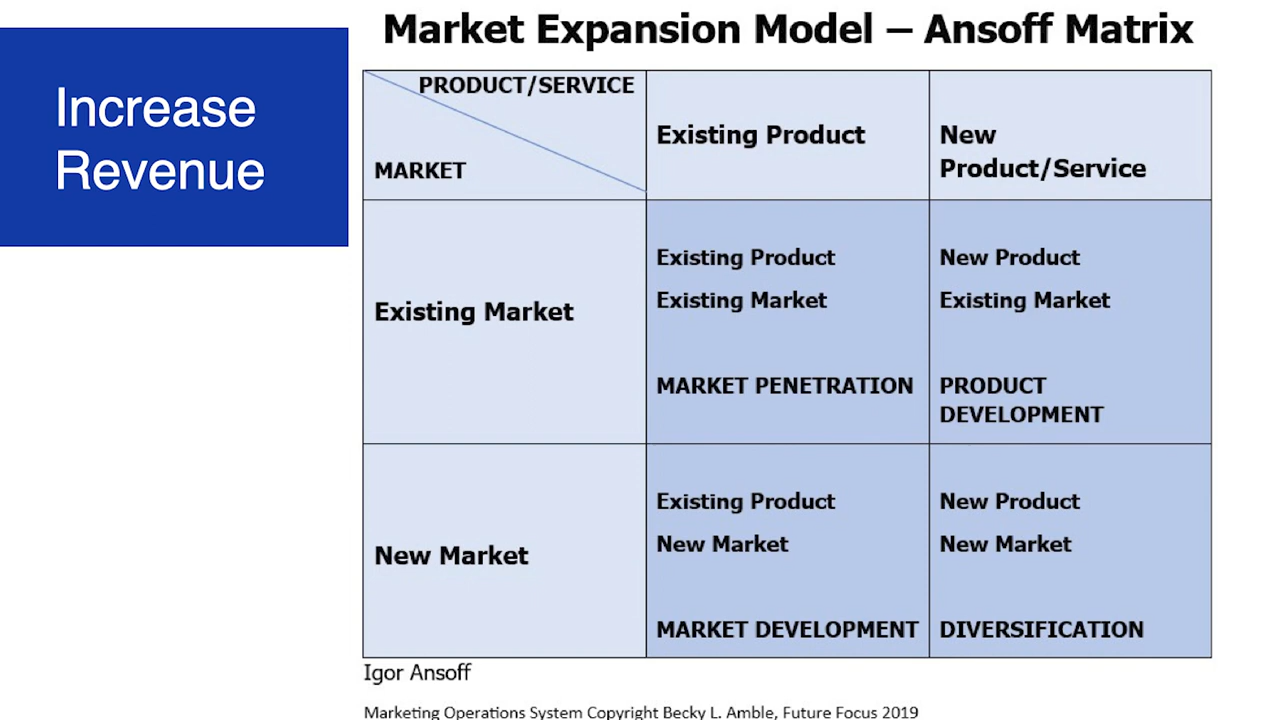 Market Expansion Model – Ansoff Matrix
Increase
Revenue
PRODUCT/SERVICE
MARKET
Existing Product
New
Product/Service
Existing Market
Existing Product
Existing Market
MARKET PENETRATION
New Product
Existing Market
PRODUCT
DEVELOPMENT
New Market
Existing Product
New Market
MARKET DEVELOPMENT
New Product
New Market
DIVERSIFICATION
Igor Ansoff
Marketing Operations System Copyright Becky L. Amble, Future Focus 2019